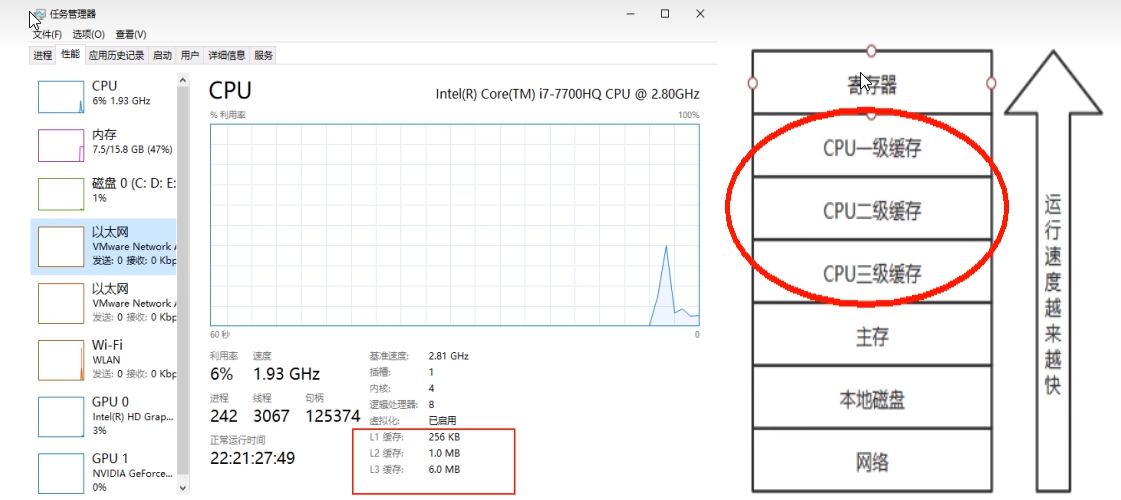 任务管理器
文件(F) 选项(O) 查看(V)
进程 性能 应用历史记录 启动 用户 详细信息 服务
CPU
6% 1.93 GHz
内存
7.5/15.8 GB (47%)
磁盘 0 (C: D: E:
1%
以太网
VMware Network
发送: 0 接收: 0 Kbp
以太网
VMware Network
发送: 0 接收: 0 Kbp
Wi-Fi
WLAN
发送: 0 接收: 0 Kbp
GPU 0
Intel(R) HD Grap...
3%
GPU 1
NVIDIA GeForce...
0%
CPU
Intel(R) Core(TM) i7-7700HQ CPU @ 2.80GHz
% 利用率
100%
60 秒
0
利用率 速度
6% 1.93 GHz
进程 线程 句柄
242 3067 125374
正常运行时间
22:21:27:49
基准速度: 2.81 GHz
插槽: 1
内核: 4
逻辑处理器: 8
虚拟化: 已启用
L1 缓存: 256 KB
L2 缓存: 1.0 MB
L3 缓存: 6.0 MB
寄存器
CPU一级缓存
CPU二级缓存
CPU三级缓存
主存
本地磁盘
网络
运行速度越来越快